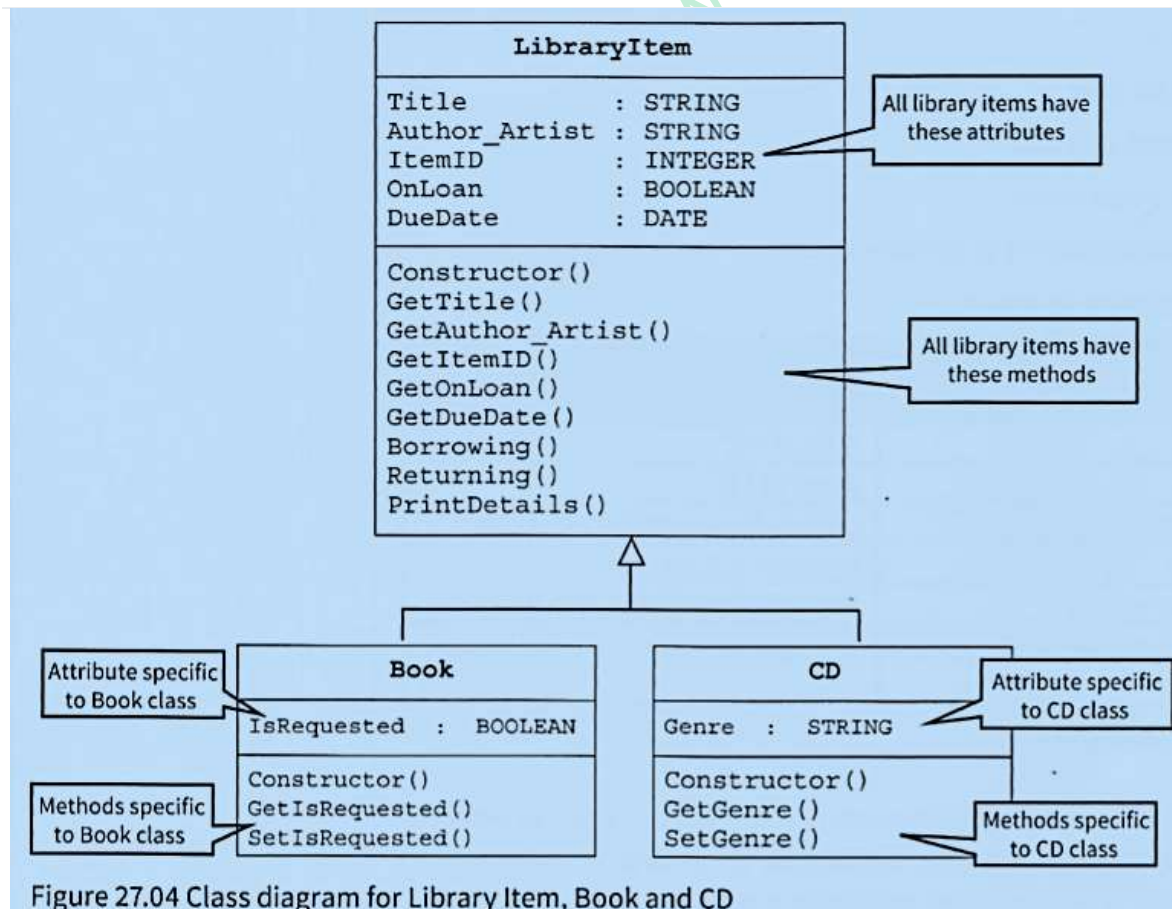 LibraryItem
Title : STRING
Author_Artist : STRING
ItemID : INTEGER
OnLoan : BOOLEAN
DueDate : DATE
All library items have
these attributes
Constructor()
GetTitle()
GetAuthor_Artist()
GetItemID()
GetOnLoan()
GetDueDate()
Borrowing()
Returning()
PrintDetails()
All library items have
these methods
Attribute specific
to Book class
Book
IsRequested : BOOLEAN
Methods specific
to Book class
Constructor()
GetIsRequested()
SetIsRequested()
CD
Genre : STRING
Attribute specific
to CD class
Constructor()
GetGenre()
SetGenre()
Methods specific
to CD class
Figure 27.04 Class diagram for Library Item, Book and CD